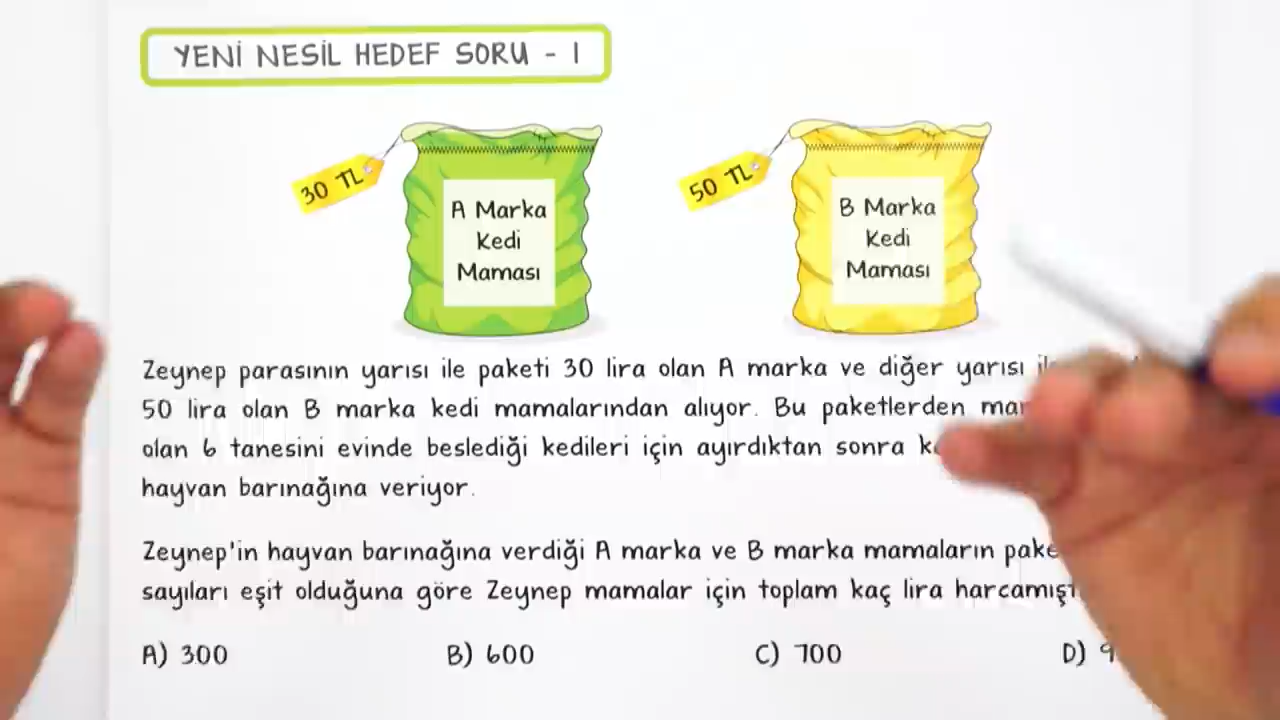 YENİ NESİL HEDEF SORU - 1
30 TL
A Marka
Kedi
Maması
50 TL
B Marka
Kedi
Maması
Zeynep parasının yarısı ile paketi 30 lira olan A marka ve diğer yarısı
50 lira olan B marka kedi mamalarından alıyor. Bu paketlerden
olan 6 tanesini evinde beslediği kedileri için ayırdıktan sonra
hayvan barınağına veriyor.
Zeynep'in hayvan barınağına verdiği A marka ve B marka mamaların
sayıları eşit olduğuna göre Zeynep mamalar için toplam kaç lira
A) 300
B) 600
C) 700
D)